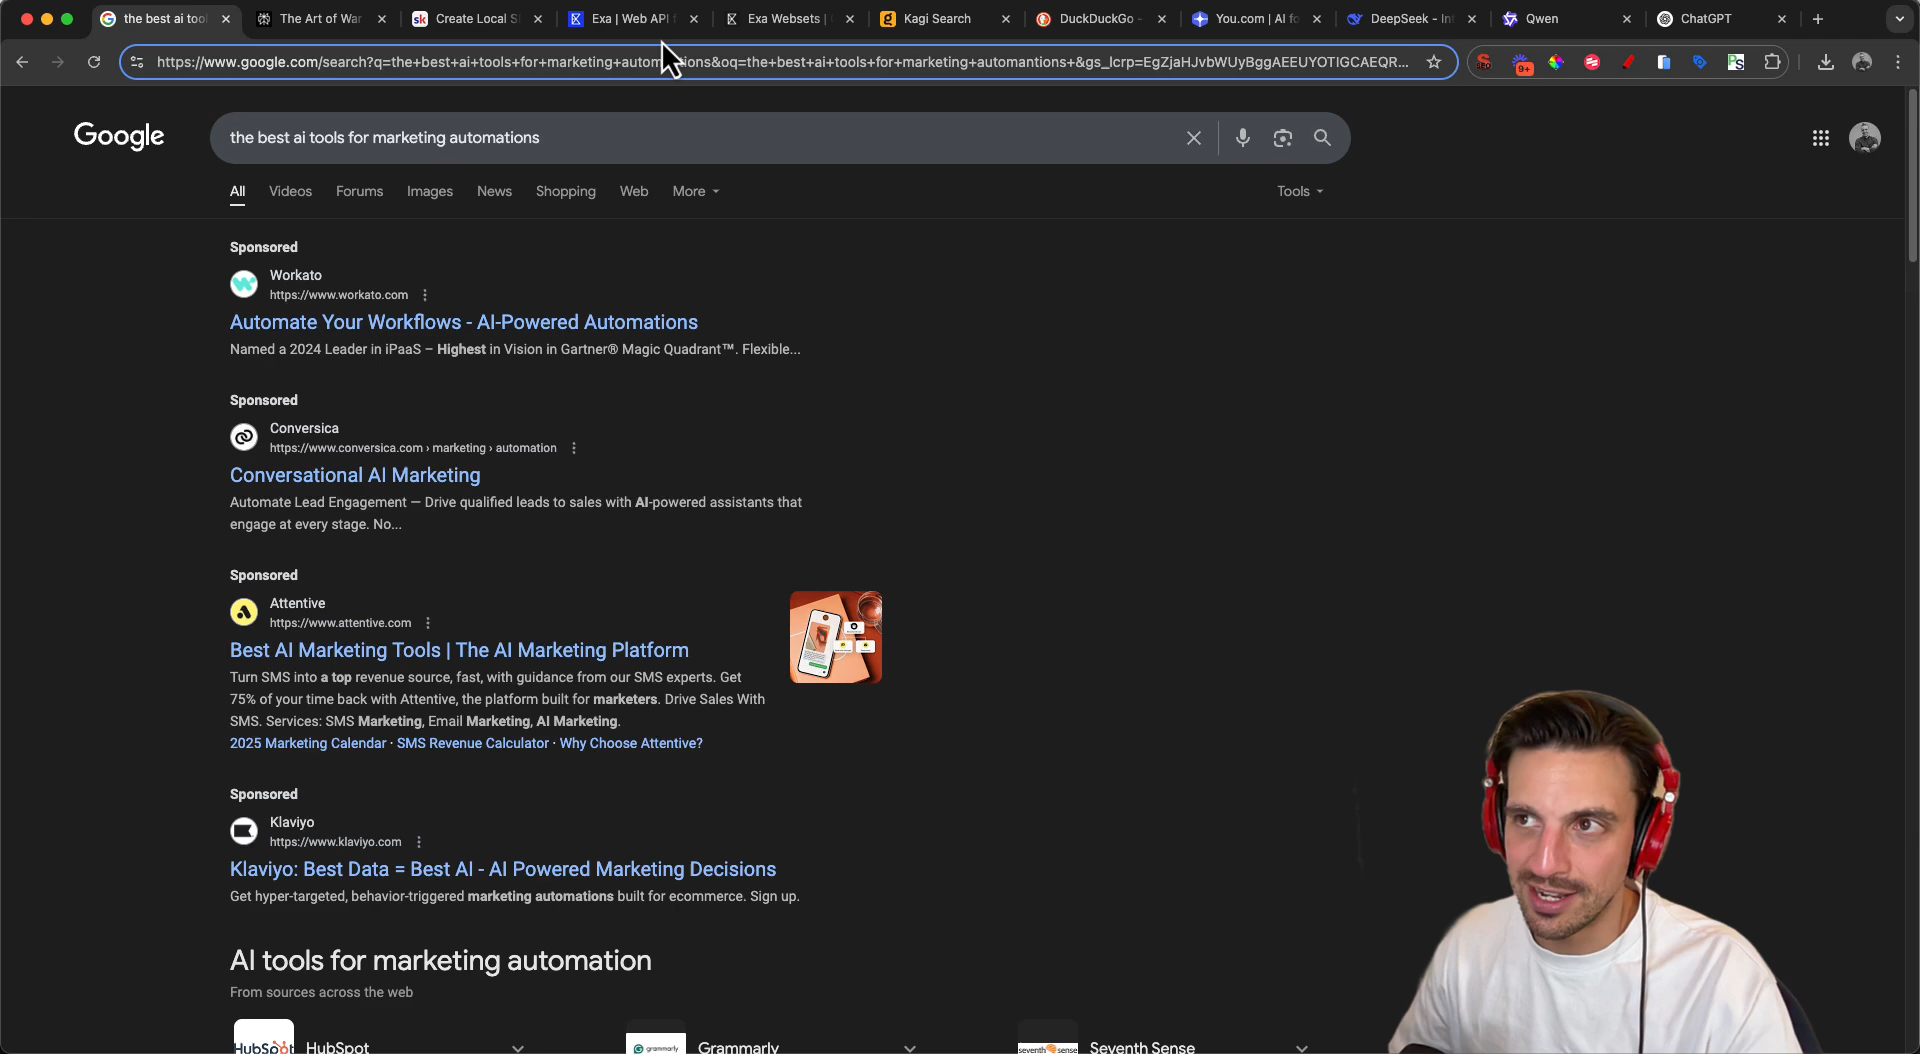 the best ai tool
The Art of War
Create Local S
Exa | Web API f
Exa Websets |
Kagi Search
DuckDuckGo -
You.com | AI fo
DeepSeek - Int
Qwen
ChatGPT
https://www.google.com/search?q=the+best+ai+tools+for+marketing+autom ions&oq=the+best+ai+tools+for+marketing+automantions+&gs_lcrp=EgZjaHJvbWUyBggAEEUYOTIGCAEQR...
SEO
9+
PS
Google
the best ai tools for marketing automations
All
Videos
Forums
Images
News
Shopping
Web
More
Tools
Sponsored
Workato
https://www.workato.com
Automate Your Workflows - AI-Powered Automations
Named a 2024 Leader in iPaaS – Highest in Vision in Gartner® Magic Quadrant™. Flexible...
Sponsored
Conversica
https://www.conversica.com › marketing › automation
Conversational AI Marketing
Automate Lead Engagement — Drive qualified leads to sales with AI-powered assistants that
engage at every stage. No...
Sponsored
Attentive
https://www.attentive.com
Best AI Marketing Tools | The AI Marketing Platform
Turn SMS into a top revenue source, fast, with guidance from our SMS experts. Get
75% of your time back with Attentive, the platform built for marketers. Drive Sales With
SMS. Services: SMS Marketing, Email Marketing, AI Marketing.
2025 Marketing Calendar · SMS Revenue Calculator · Why Choose Attentive?
Sponsored
Klaviyo
https://www.klaviyo.com
Klaviyo: Best Data = Best AI - AI Powered Marketing Decisions
Get hyper-targeted, behavior-triggered marketing automations built for ecommerce. Sign up.
AI tools for marketing automation
From sources across the web
HubSpot
HubSpot
grammarly
Grammarly
seventh sense
Seventh Sense